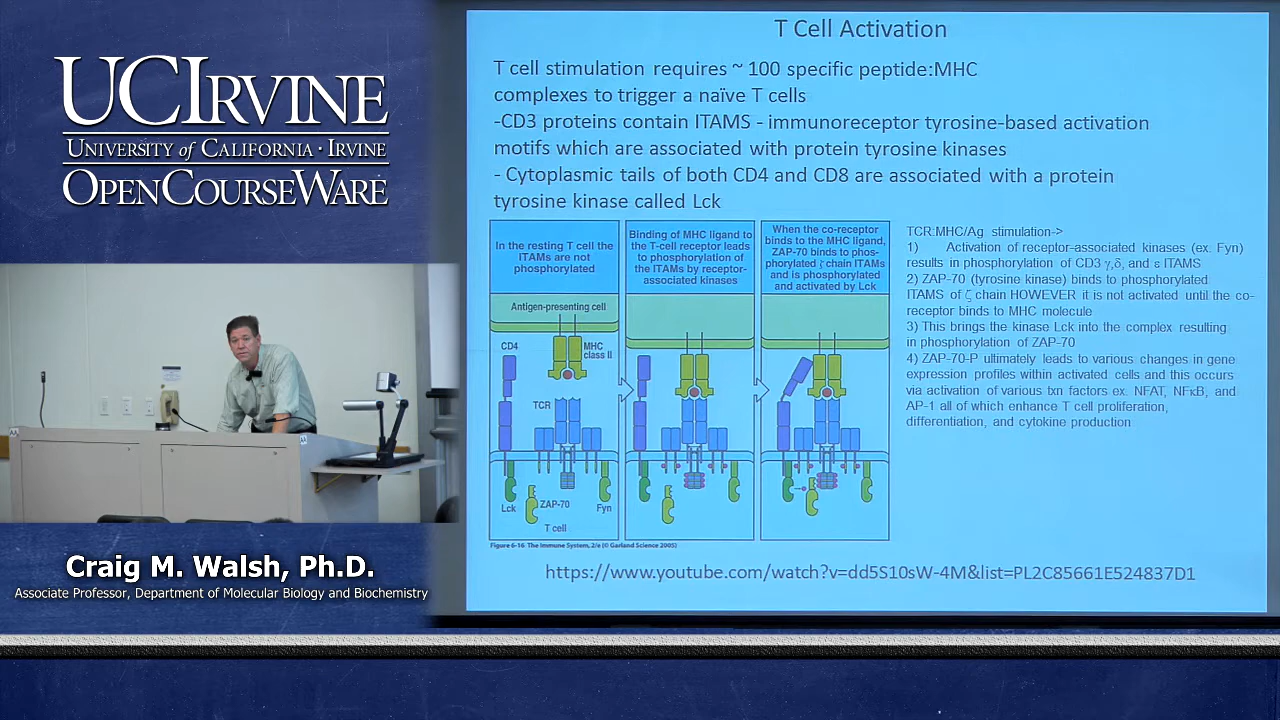 UCIRVINE
UNIVERSITY of CALIFORNIA · IRVINE
OPENCOURSEWARE
Craig M. Walsh, Ph.D.
Associate Professor, Department of Molecular Biology and Biochemistry
T Cell Activation
T cell stimulation requires ~ 100 specific peptide:MHC
complexes to trigger a naïve T cells
-CD3 proteins contain ITAMS - immunoreceptor tyrosine-based activation
motifs which are associated with protein tyrosine kinases
- Cytoplasmic tails of both CD4 and CD8 are associated with a protein
tyrosine kinase called Lck
In the resting T cell the
ITAMs are not
phosphorylated
Antigen-presenting cell
CD4
MHC
class II
TCR
Lck
ZAP-70
Fyn
T cell
Binding of MHC ligand to
the T-cell receptor leads
to phosphorylation of
the ITAMs by receptor-
associated kinases
When the co-receptor
binds to the MHC ligand,
ZAP-70 binds to phos-
phorylated ζ chain ITAMs
and is phosphorylated
and activated by Lck
Figure 6-16 The Immune System, 2/e (© Garland Science 2005)
TCR:MHC/Ag stimulation->
1) Activation of receptor-associated kinases (ex. Fyn)
results in phosphorylation of CD3 γ,δ, and ε ITAMS
2) ZAP-70 (tyrosine kinase) binds to phosphorylated
ITAMS of ζ chain HOWEVER it is not activated until the co-
receptor binds to MHC molecule
3) This brings the kinase Lck into the complex resulting
in phosphorylation of ZAP-70
4) ZAP-70-P ultimately leads to various changes in gene
expression profiles within activated cells and this occurs
via activation of various txn factors ex. NFAT, NFκB, and
AP-1 all of which enhance T cell proliferation,
differentiation, and cytokine production
https://www.youtube.com/watch?v=dd5S10sW-4M&list=PL2C85661E524837D1